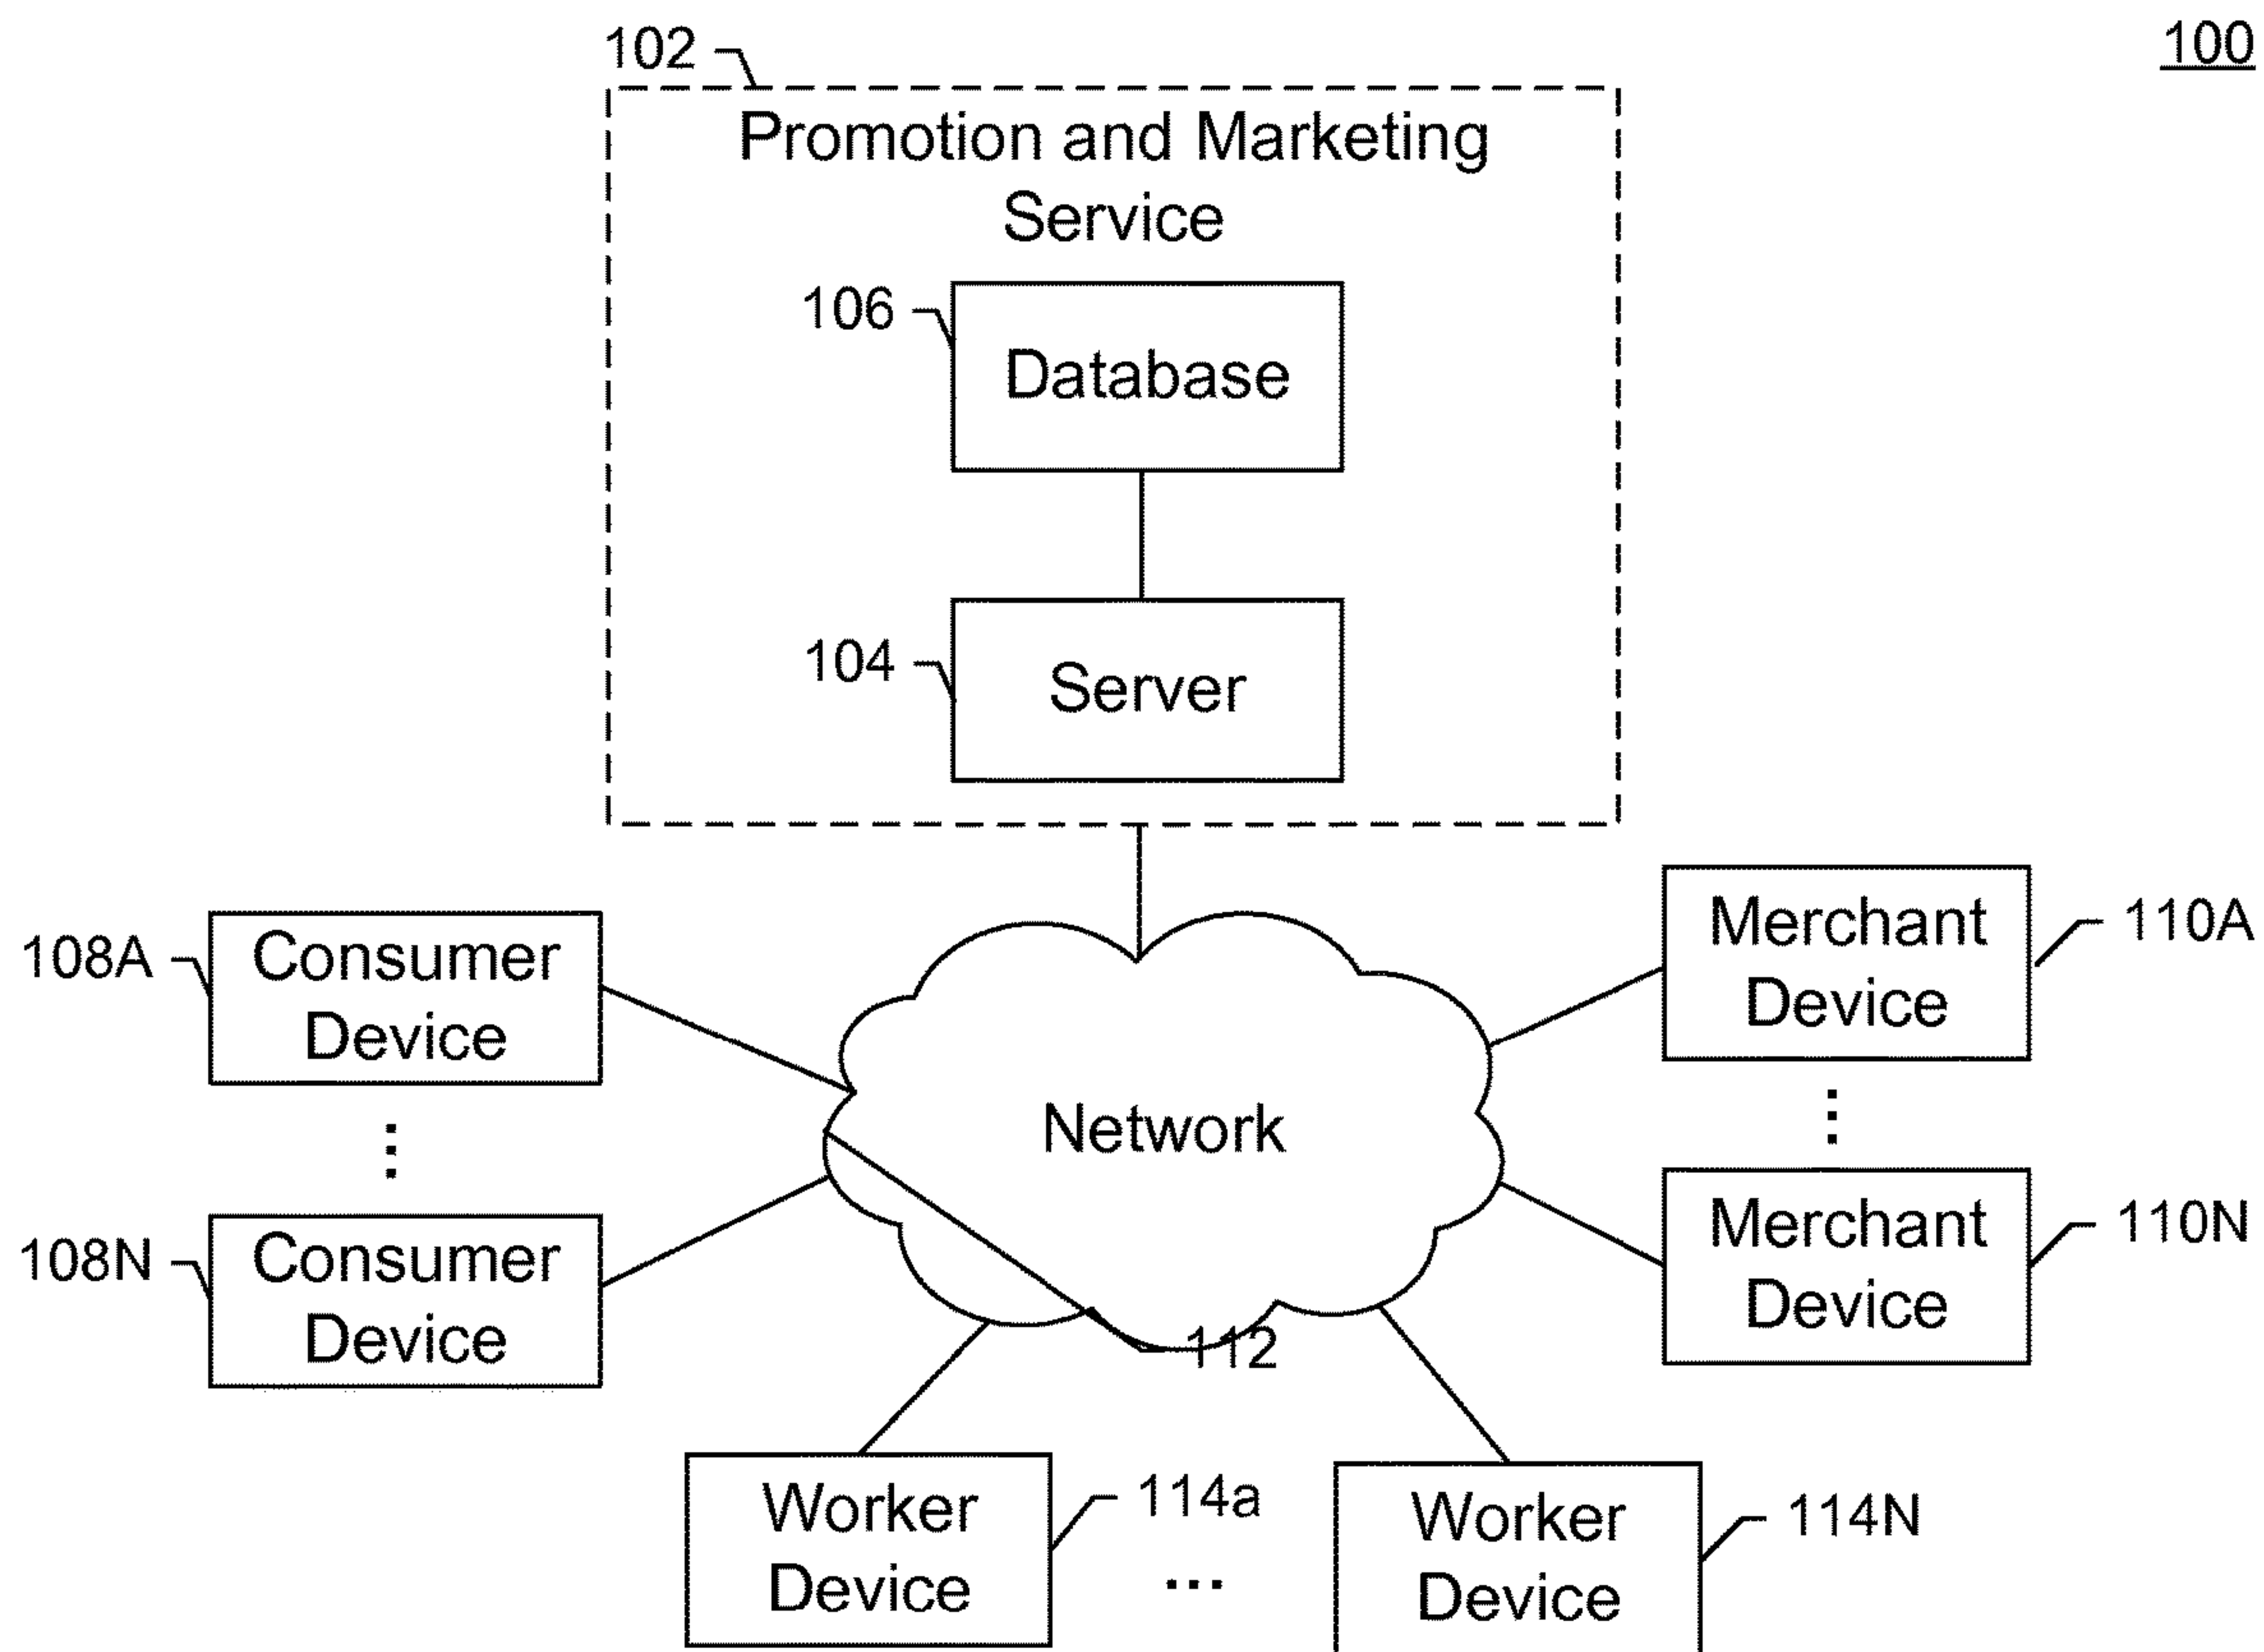 102
100
Promotion and Marketing
Service
106
Database
104
Server
108A
Consumer
Device
108N
Consumer
Device
Network
112
Merchant
Device
110A
Merchant
Device
110N
Worker
Device
114a
...
Worker
Device
114N